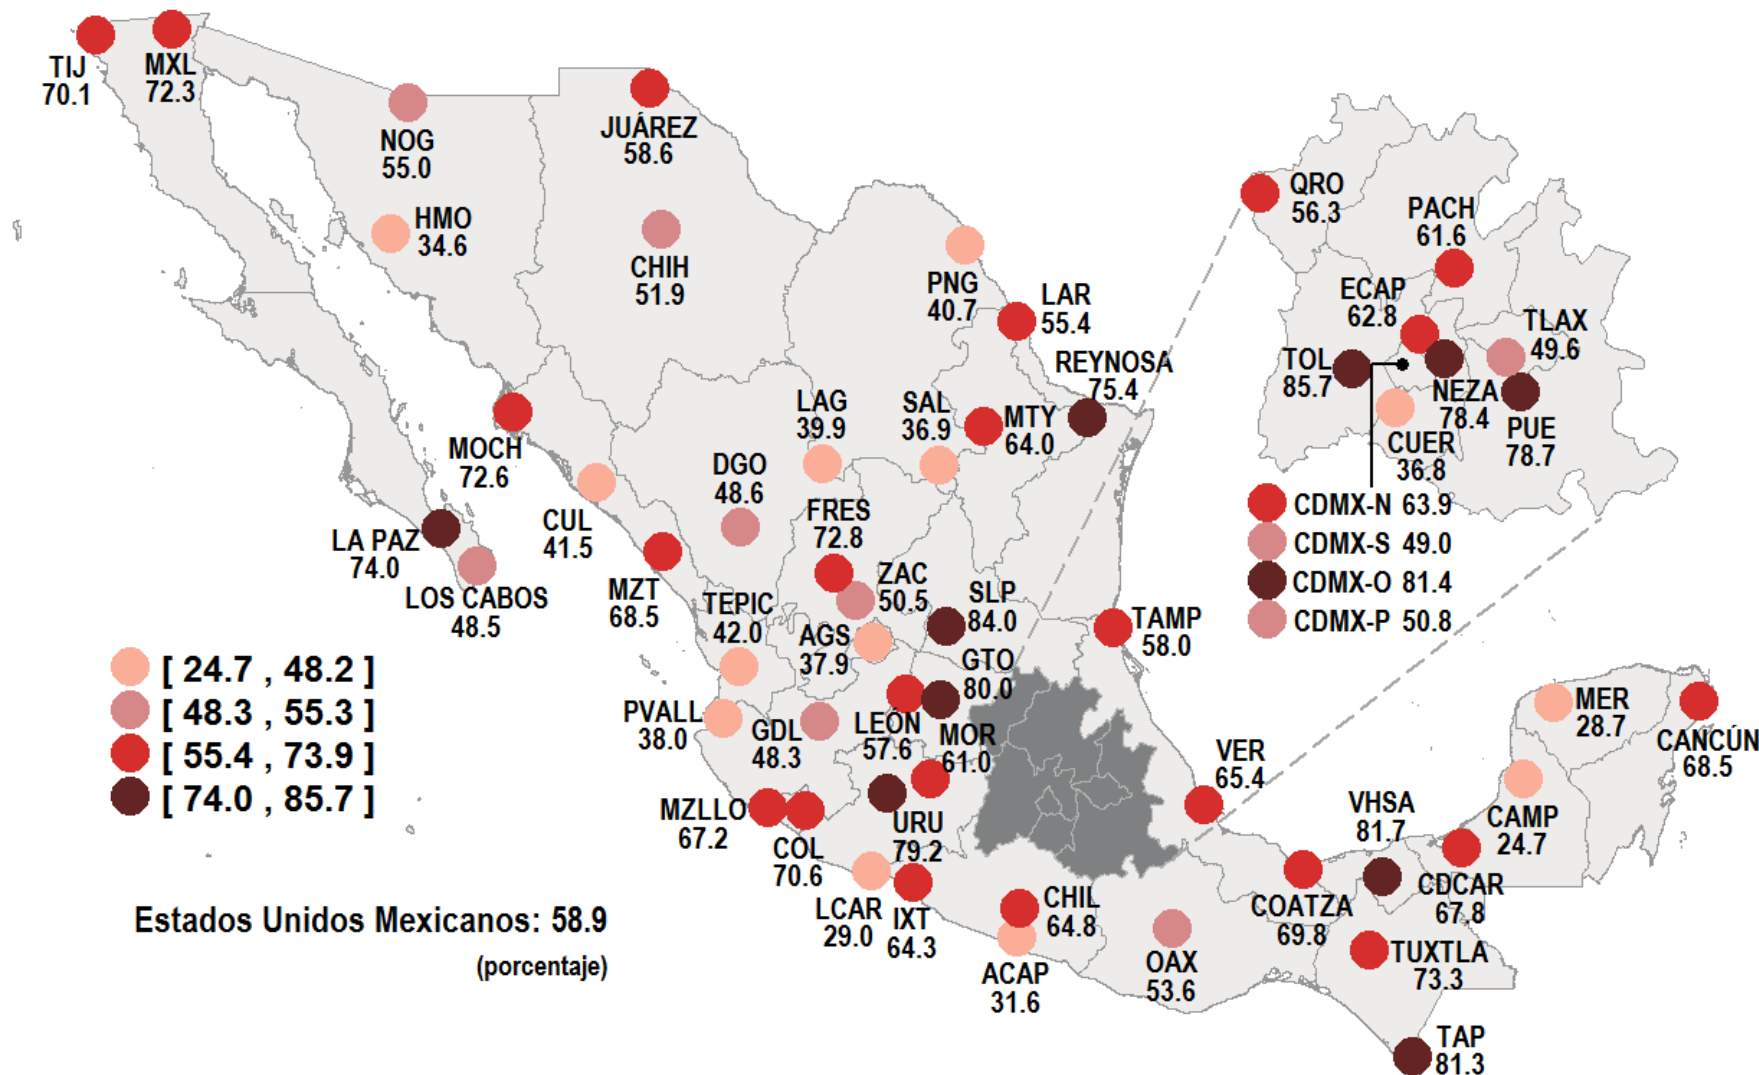 TIJ
70.1
MXL
72.3
NOG
55.0
JUÁREZ
58.6
HMO
34.6
CHIH
51.9
PNG
40.7
LAR
55.4
REYNOSA
75.4
MOCH
72.6
LAG
39.9
SAL
36.9
MTY
64.0
DGO
48.6
CUL
41.5
FRES
72.8
LA PAZ
74.0
LOS CABOS
48.5
MZT
68.5
ZAC
50.5
SLP
84.0
TEPIC
42.0
AGS
37.9
TAMP
58.0
GTO
80.0
PVALL
38.0
GDL
48.3
LEÓN
57.6
MOR
61.0
MZLLO
67.2
COL
70.6
URU
79.2
LCAR
29.0
IXT
64.3
CHIL
64.8
ACAP
31.6
OAX
53.6
VER
65.4
COATZA
69.8
VHSA
81.7
CDCAR
67.8
TUXTLA
73.3
TAP
81.3
CAMP
24.7
MER
28.7
CANCÚN
68.5
QRO
56.3
PACH
61.6
ECAP
62.8
TLAX
49.6
TOL
85.7
NEZA
78.4
PUE
78.7
CUER
36.8
CDMX-N 63.9
CDMX-S 49.0
CDMX-O 81.4
CDMX-P 50.8
[ 24.7 , 48.2 ]
[ 48.3 , 55.3 ]
[ 55.4 , 73.9 ]
[ 74.0 , 85.7 ]
Estados Unidos Mexicanos: 58.9
(porcentaje)